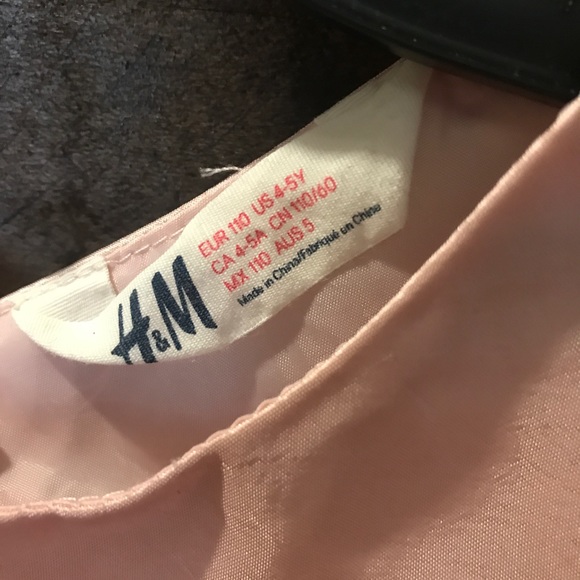 H&M
EUR 110 US 4-5Y
CA 4-5A CN 110/60
MX 110 AUS 5
Made in China/Fabriqué en China